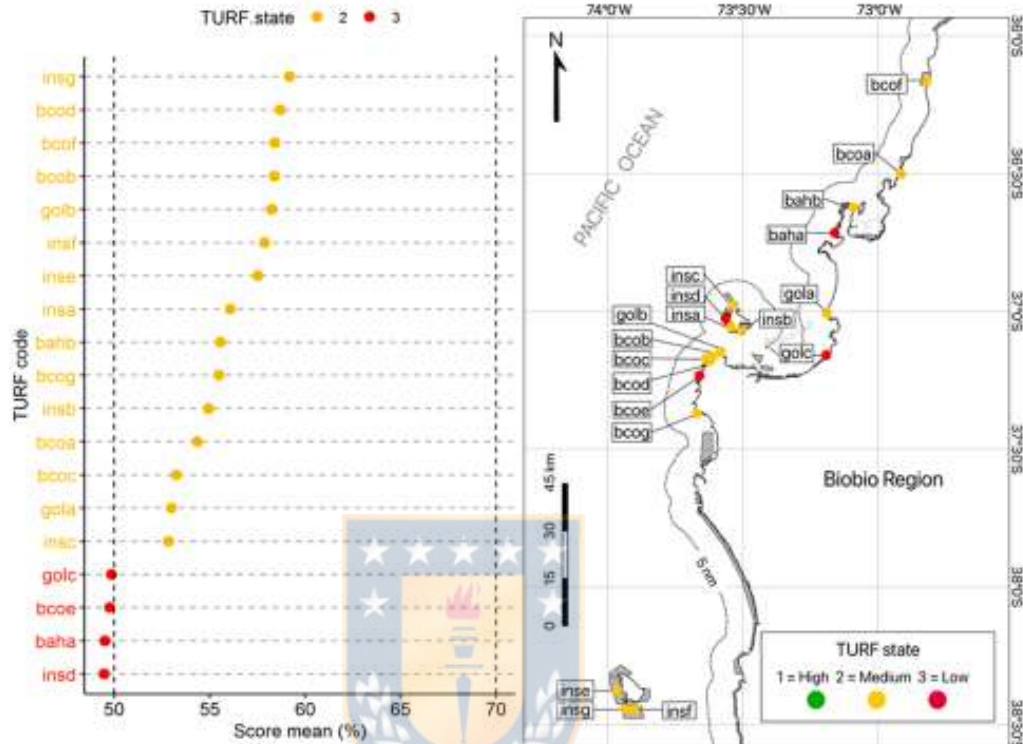 TURF state 2 3
TURF code
insg
bcod
bcof
bcob
golb
insf
inse
insa
bahb
bcog
insb
bcoa
bcoc
gola
insc
golc
bcoe
baha
insd
50 55 60 65 70
Score mean (%)
74°0'W 73°30'W 73°0'W
36°0'S
36°30'S
37°0'S
37°30'S
38°0'S
38°30'S
N
PACIFIC OCEAN
bcof
bcoa
bahb
baha
insc
insd
insa
gola
golb
insb
bcob
golc
bcoc
bcod
bcoe
bcog
Biobio Region
0 15 30 45 km
5 nm
inse
insg
insf
TURF state
1 = High 2 = Medium 3 = Low